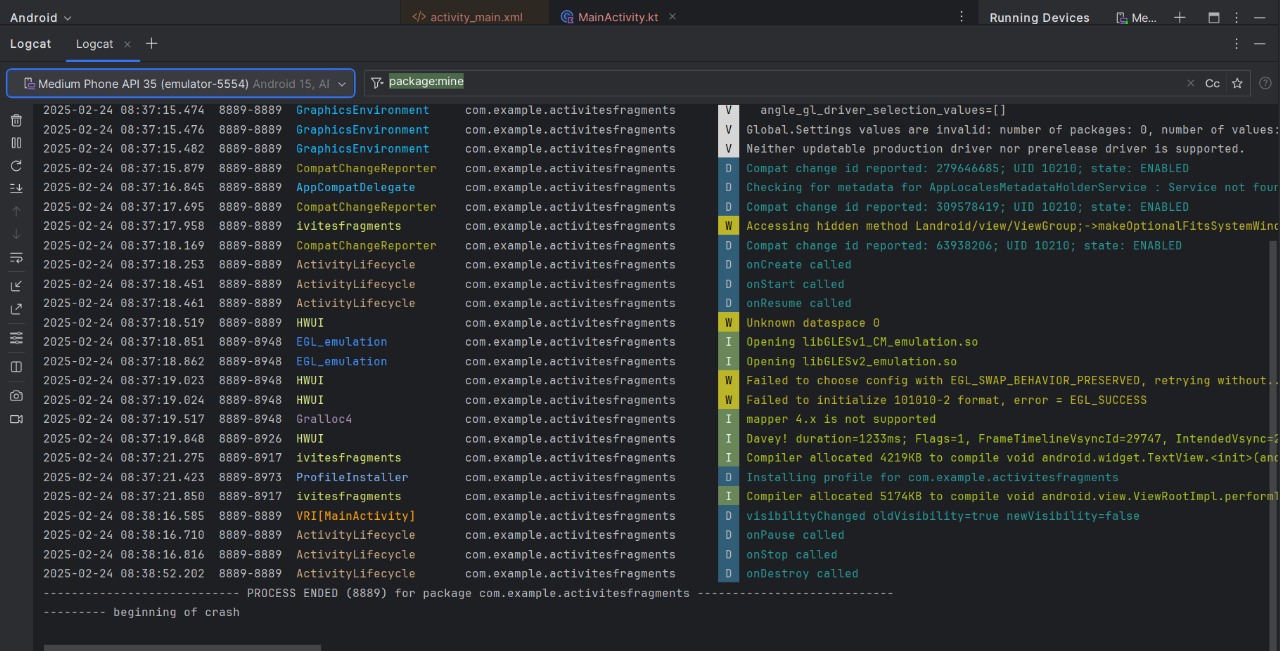 Android
activity_main.xml
MainActivity.kt
Running Devices
Me...
Logcat
Logcat
Medium Phone API 35 (emulator-5554) Android 15, AF
package:mine
Cc
2025-02-24 08:37:15.474 8889-8889 GraphicsEnvironment com.example.activitesfragments V angle_gl_driver_selection_values=[]
2025-02-24 08:37:15.476 8889-8889 GraphicsEnvironment com.example.activitesfragments V Global.Settings values are invalid: number of packages: 0, number of values:
2025-02-24 08:37:15.482 8889-8889 GraphicsEnvironment com.example.activitesfragments V Neither updatable production driver nor prerelease driver is supported.
2025-02-24 08:37:15.879 8889-8889 CompatChangeReporter com.example.activitesfragments D Compat change id reported: 279646685; UID 10210; state: ENABLED
2025-02-24 08:37:16.845 8889-8889 AppCompatDelegate com.example.activitesfragments D Checking for metadata for AppLocalesMetadataHolderService : Service not foun
2025-02-24 08:37:17.695 8889-8889 CompatChangeReporter com.example.activitesfragments D Compat change id reported: 309578419; UID 10210; state: ENABLED
2025-02-24 08:37:17.958 8889-8889 ivitesfragments com.example.activitesfragments W Accessing hidden method Landroid/view/ViewGroup;->makeOptionalFitsSystemWind
2025-02-24 08:37:18.169 8889-8889 CompatChangeReporter com.example.activitesfragments D Compat change id reported: 63938206; UID 10210; state: ENABLED
2025-02-24 08:37:18.253 8889-8889 ActivityLifecycle com.example.activitesfragments D onCreate called
2025-02-24 08:37:18.451 8889-8889 ActivityLifecycle com.example.activitesfragments D onStart called
2025-02-24 08:37:18.461 8889-8889 ActivityLifecycle com.example.activitesfragments D onResume called
2025-02-24 08:37:18.519 8889-8889 HWUI com.example.activitesfragments W Unknown dataspace 0
2025-02-24 08:37:18.851 8889-8948 EGL_emulation com.example.activitesfragments I Opening libGLESv1_CM_emulation.so
2025-02-24 08:37:18.862 8889-8948 EGL_emulation com.example.activitesfragments I Opening libGLESv2_emulation.so
2025-02-24 08:37:19.023 8889-8948 HWUI com.example.activitesfragments W Failed to choose config with EGL_SWAP_BEHAVIOR_PRESERVED, retrying without..
2025-02-24 08:37:19.024 8889-8948 HWUI com.example.activitesfragments W Failed to initialize 101010-2 format, error = EGL_SUCCESS
2025-02-24 08:37:19.517 8889-8948 Gralloc4 com.example.activitesfragments I mapper 4.x is not supported
2025-02-24 08:37:19.848 8889-8926 HWUI com.example.activitesfragments I Davey! duration=1233ms; Flags=1, FrameTimelineVsyncId=29747, IntendedVsync=2
2025-02-24 08:37:21.275 8889-8917 ivitesfragments com.example.activitesfragments I Compiler allocated 4219KB to compile void android.widget.TextView.<init>(and
2025-02-24 08:37:21.423 8889-8973 ProfileInstaller com.example.activitesfragments D Installing profile for com.example.activitesfragments
2025-02-24 08:37:21.850 8889-8917 ivitesfragments com.example.activitesfragments I Compiler allocated 5174KB to compile void android.view.ViewRootImpl.perform
2025-02-24 08:38:16.585 8889-8889 VRI[MainActivity] com.example.activitesfragments D visibilityChanged oldVisibility=true newVisibility=false
2025-02-24 08:38:16.710 8889-8889 ActivityLifecycle com.example.activitesfragments D onPause called
2025-02-24 08:38:16.816 8889-8889 ActivityLifecycle com.example.activitesfragments D onStop called
2025-02-24 08:38:52.202 8889-8889 ActivityLifecycle com.example.activitesfragments D onDestroy called
---------------------------- PROCESS ENDED (8889) for package com.example.activitesfragments ----------------------------
--------- beginning of crash